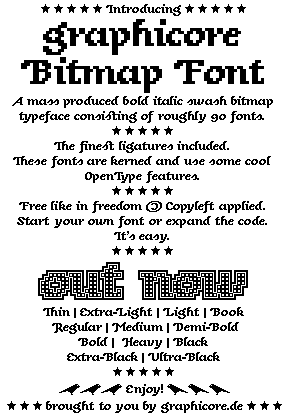 ★★★★★ Introducing ★★★★★
graphicore
Bitmap Font
A mass produced bold italic swash bitmap
typeface consisting of roughly 90 fonts.
★★★★★
The finest ligatures included.
These fonts are kerned and use some cool
OpenType features.
★★★★★
Free like in freedom 🄯 Copyleft applied.
Start your own font or expand the code.
It's easy.
★★★★★
out now
Thin | Extra-Light | Light | Book
Regular | Medium | Demi-Bold
Bold | Heavy | Black
Extra-Black | Ultra-Black
★★★★★
Enjoy!
★★★ brought to you by graphicore.de ★★★